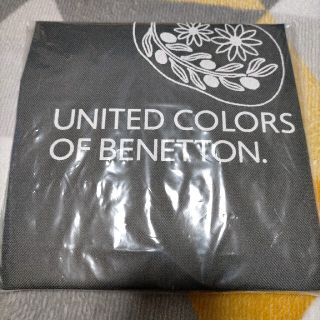 UNITED COLORS
OF BENETTON.